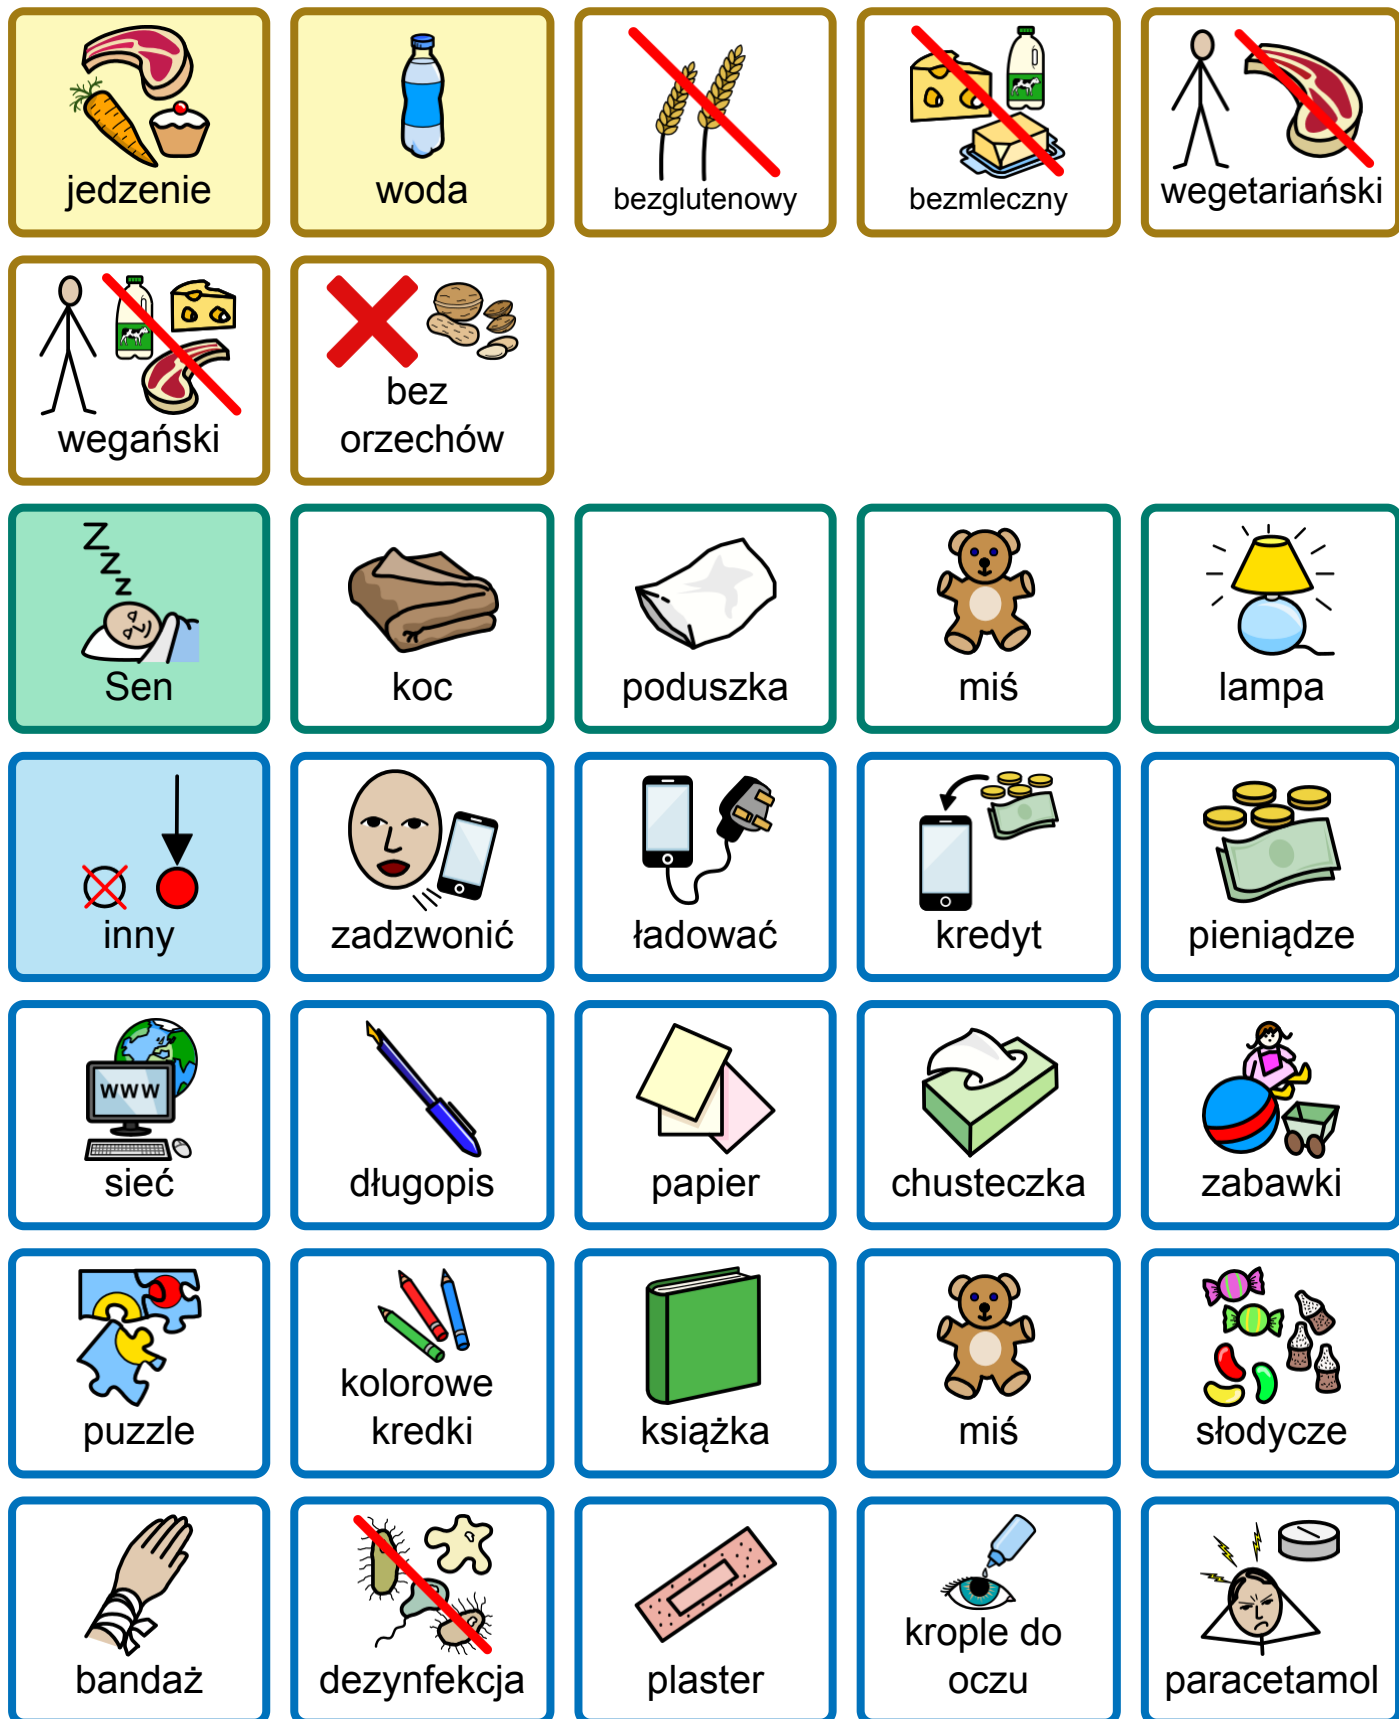 jedzenie
woda
bezglutenowy
bezmleczny
wegetariański
wegański
bez
orzechów
Z
Z
Z
Sen
koc
poduszka
miś
lampa
inny
zadzwonić
ładować
kredyt
pieniądze
www
sieć
długopis
papier
chusteczka
zabawki
puzzle
kolorowe
kredki
książka
miś
słodycze
bandaż
dezynfekcja
plaster
krople do
oczu
paracetamol